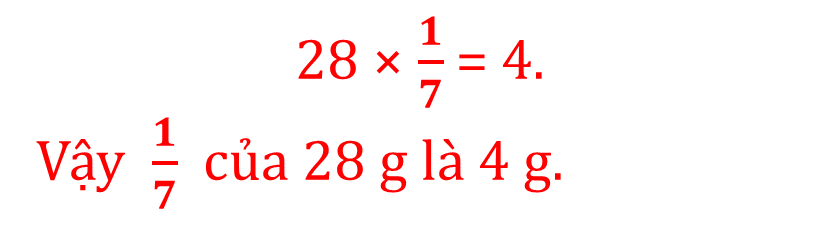 28 × 1/7 = 4.
Vậy 1/7 của 28 g là 4 g.